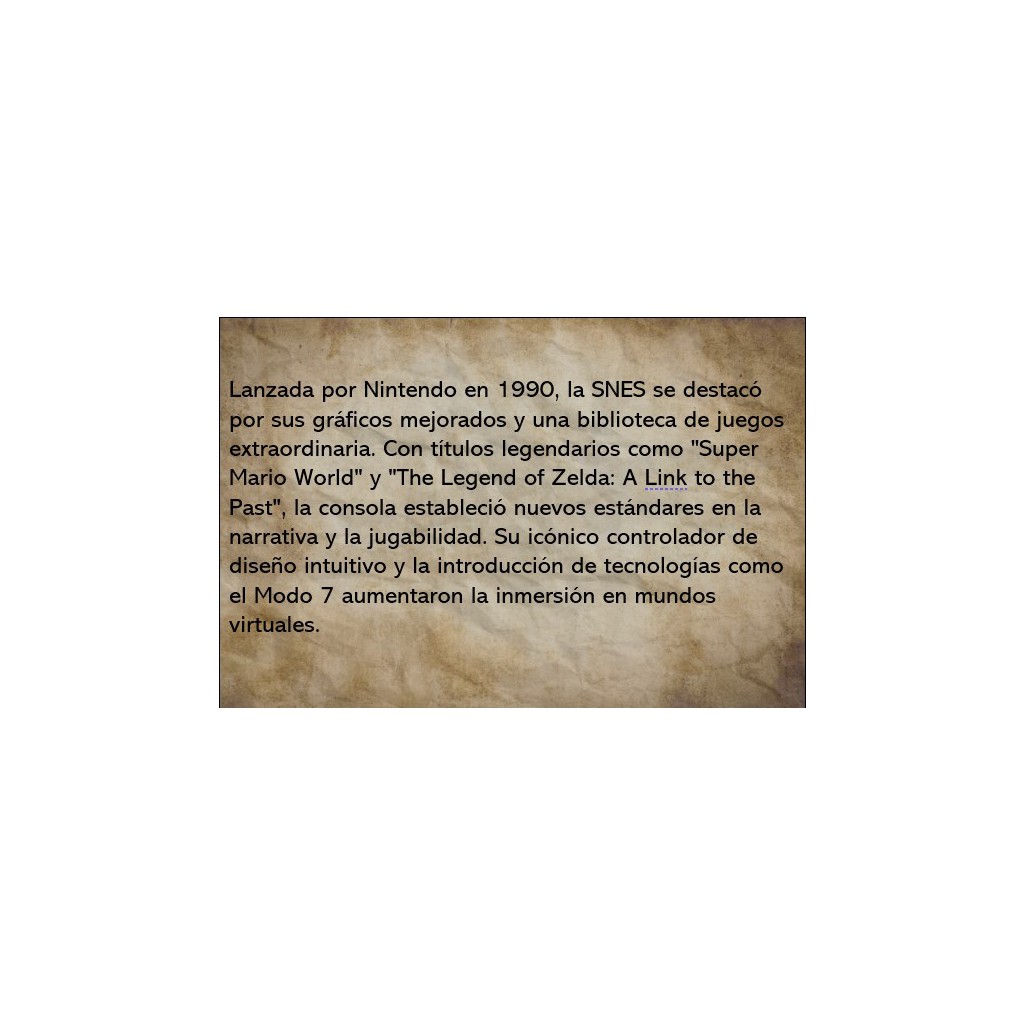 Lanzada por Nintendo en 1990, la SNES se destacó
por sus gráficos mejorados y una biblioteca de juegos
extraordinaria. Con títulos legendarios como "Super
Mario World" y "The Legend of Zelda: A Link to the
Past", la consola estableció nuevos estándares en la
narrativa y la jugabilidad. Su icónico controlador de
diseño intuitivo y la introducción de tecnologías como
el Modo 7 aumentaron la inmersión en mundos
virtuales.